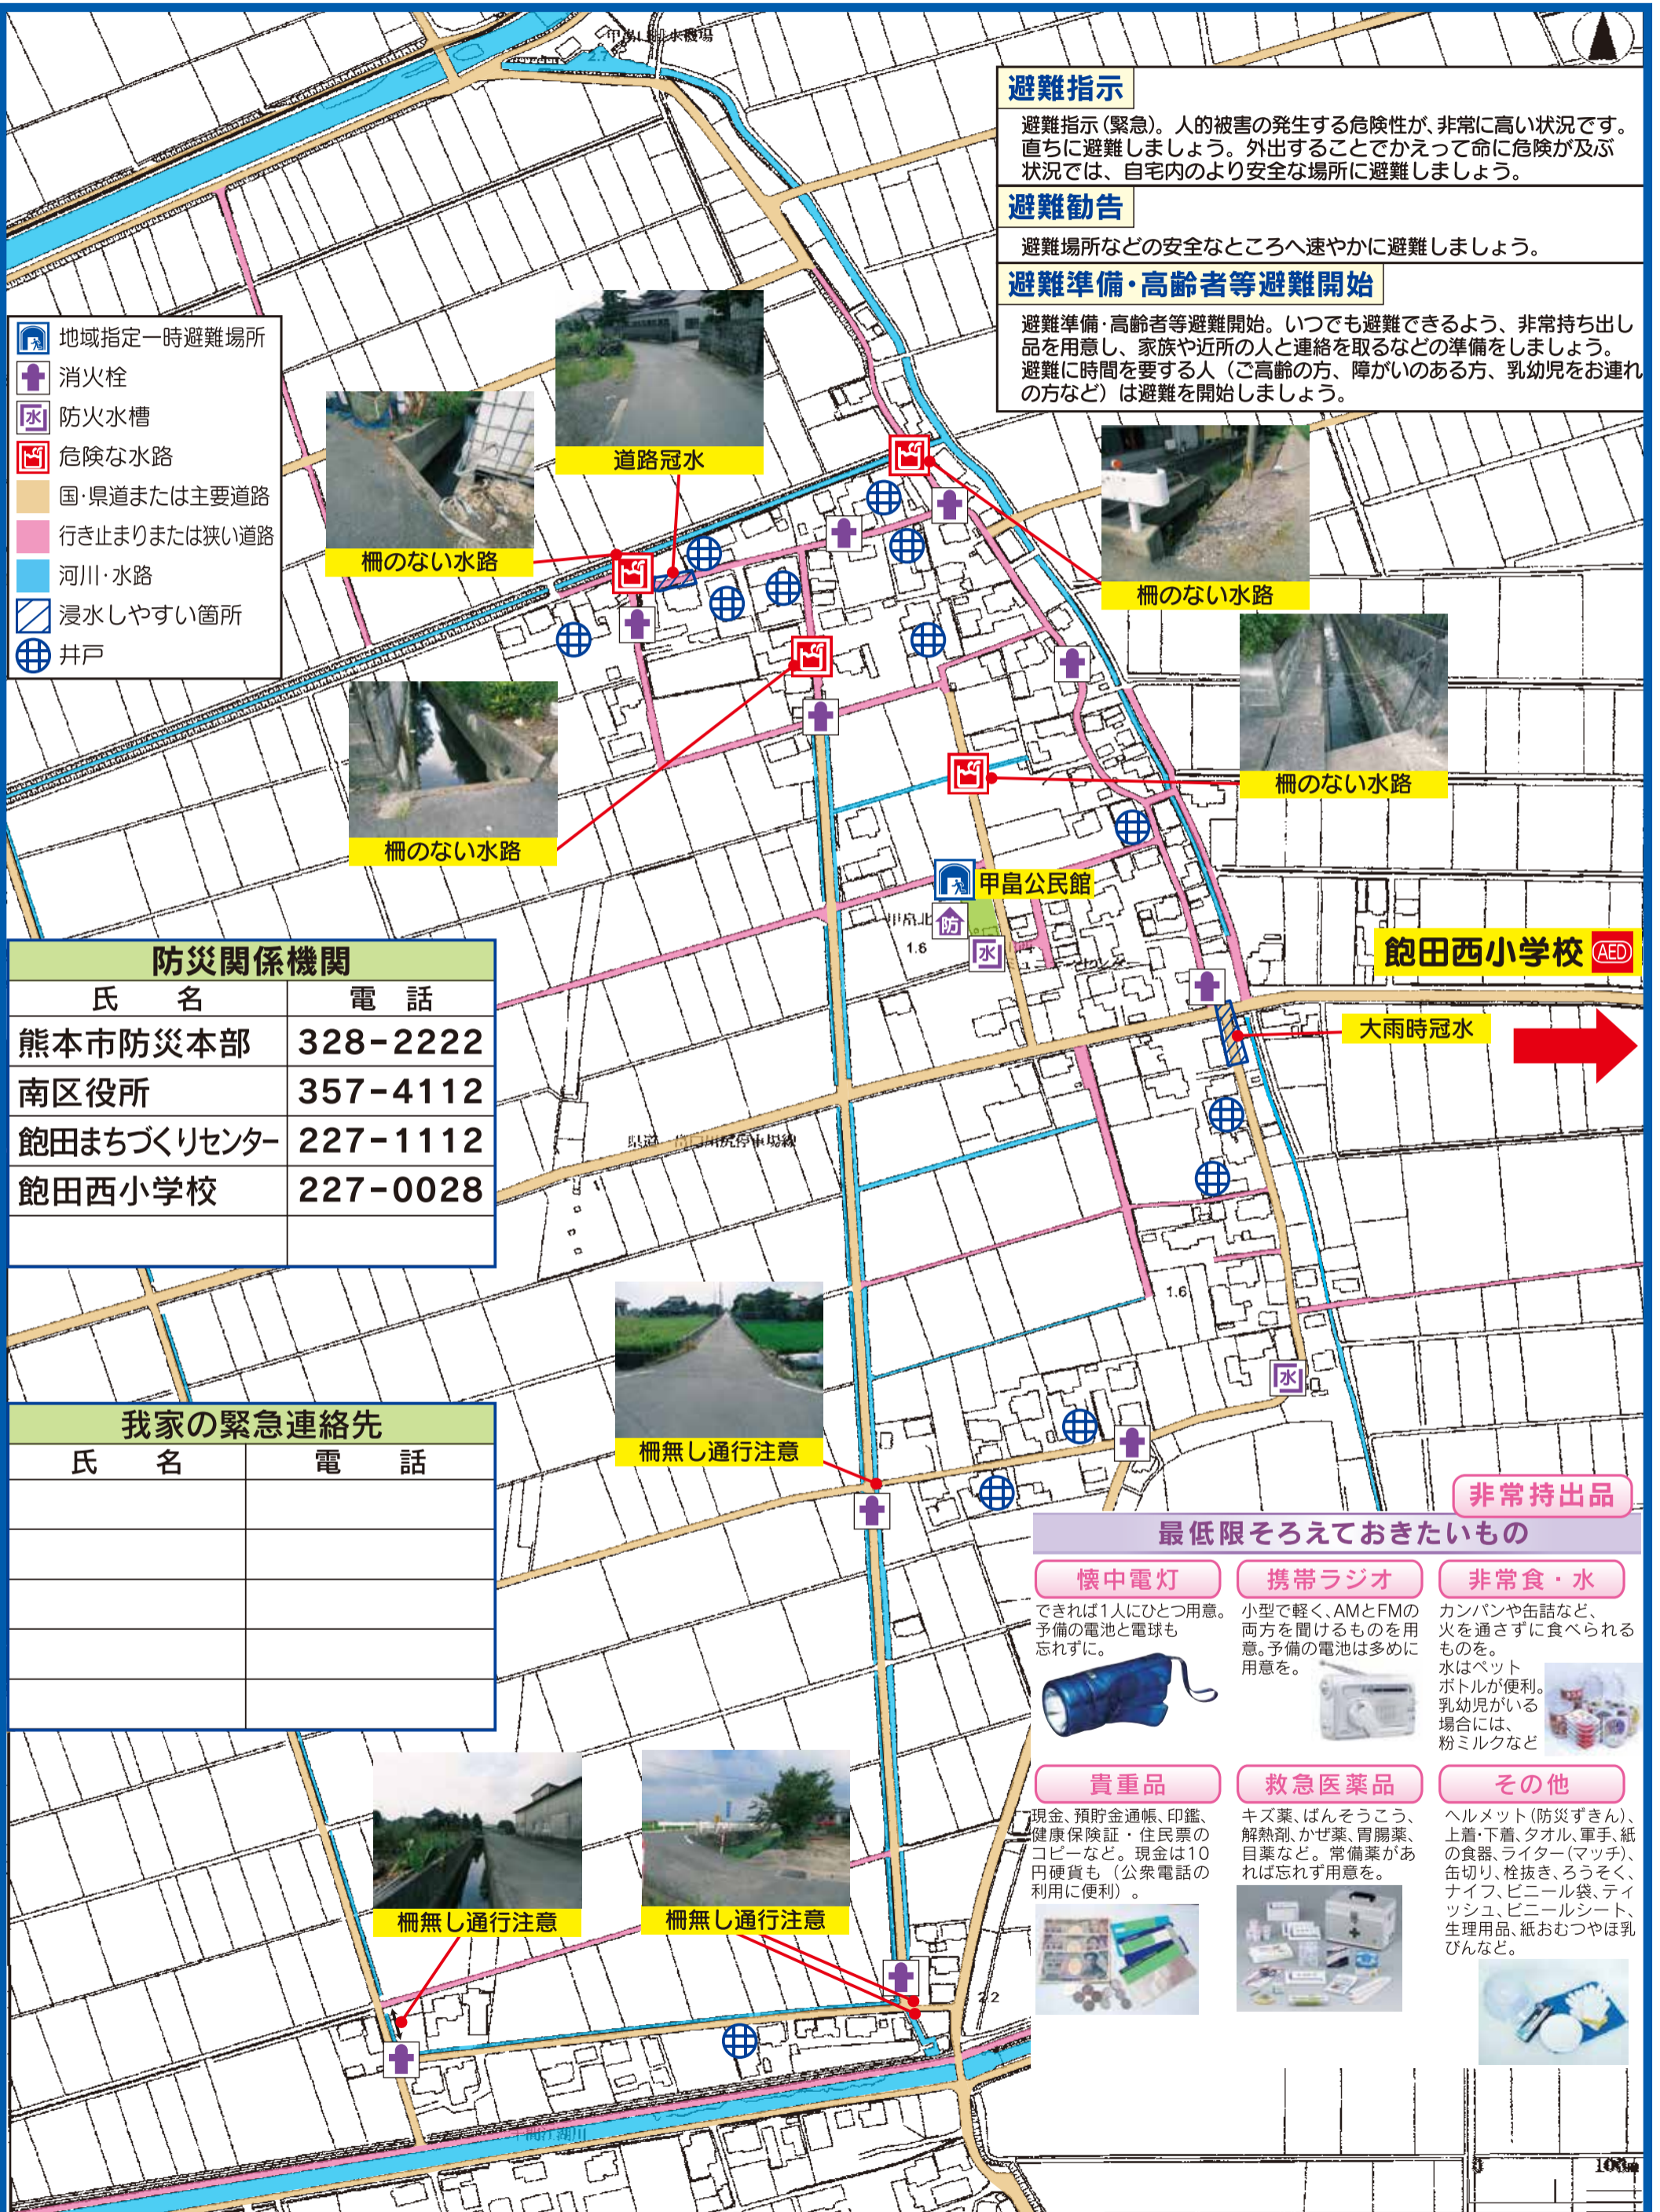 避難指示
避難指示(緊急)。人的被害の発生する危険性が、非常に高い状況です。
直ちに避難しましょう。外出することでかえって命に危険が及ぶ
状況では、自宅内のより安全な場所に避難しましょう。
避難勧告
避難場所などの安全なところへ速やかに避難しましょう。
避難準備・高齢者等避難開始
避難準備・高齢者等避難開始。いつでも避難できるよう、非常持ち出し
品を用意し、家族や近所の人と連絡を取るなどの準備をしましょう。
避難に時間を要する人（ご高齢の方、障がいのある方、乳幼児をお連れ
の方など）は避難を開始しましょう。
2.7
地域指定一時避難場所
消火栓
水 防火水槽
危険な水路
国・県道または主要道路
行き止まりまたは狭い道路
河川・水路
浸水しやすい箇所
井戸
道路冠水
柵のない水路
柵のない水路
柵のない水路
柵のない水路
甲畠公民館
防
1.6
水
飽田西小学校 AED
大雨時冠水
防災関係機関
氏 名 電 話
熊本市防災本部 328-2222
南区役所 357-4112
飽田まちづくりセンター 227-1112
飽田西小学校 227-0028
1.6
水
我家の緊急連絡先
氏 名 電 話
柵無し通行注意
柵無し通行注意
柵無し通行注意
2.2
非常持出品
最低限そろえておきたいもの
懐中電灯
できれば1人にひとつ用意。
予備の電池と電球も
忘れずに。
携帯ラジオ
小型で軽く、AMとFMの
両方を聞けるものを用
意。予備の電池は多めに
用意を。
非常食・水
カンパンや缶詰など、
火を通さずに食べられる
ものを。
水はペット
ボトルが便利。
乳幼児がいる
場合には、
粉ミルクなど
貴重品
現金、預貯金通帳、印鑑、
健康保険証・住民票の
コピーなど。現金は10
円硬貨も（公衆電話の
利用に便利）。
救急医薬品
キズ薬、ばんそうこう、
解熱剤、かぜ薬、胃腸薬、
目薬など。常備薬があ
れば忘れず用意を。
その他
ヘルメット(防災ずきん)、
上着・下着、タオル、軍手、紙
の食器、ライター(マッチ)、
缶切り、栓抜き、ろうそく、
ナイフ、ビニール袋、ティ
ッシュ、ビニールシート、
生理用品、紙おむつやほ乳
びんなど。
100m